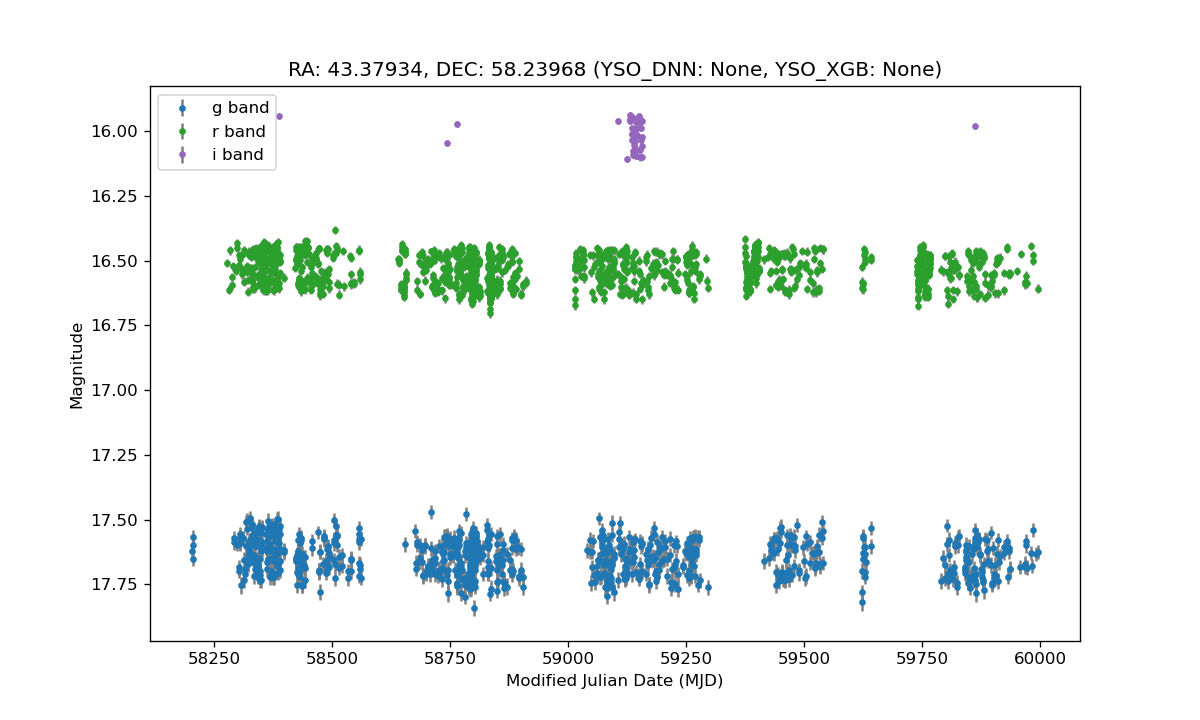 RA: 43.37934, DEC: 58.23968 (YSO_DNN: None, YSO_XGB: None)
g band
r band
i band
16.00
16.25
16.50
16.75
17.00
17.25
17.50
17.75
Magnitude
58250 58500 58750 59000 59250 59500 59750 60000
Modified Julian Date (MJD)